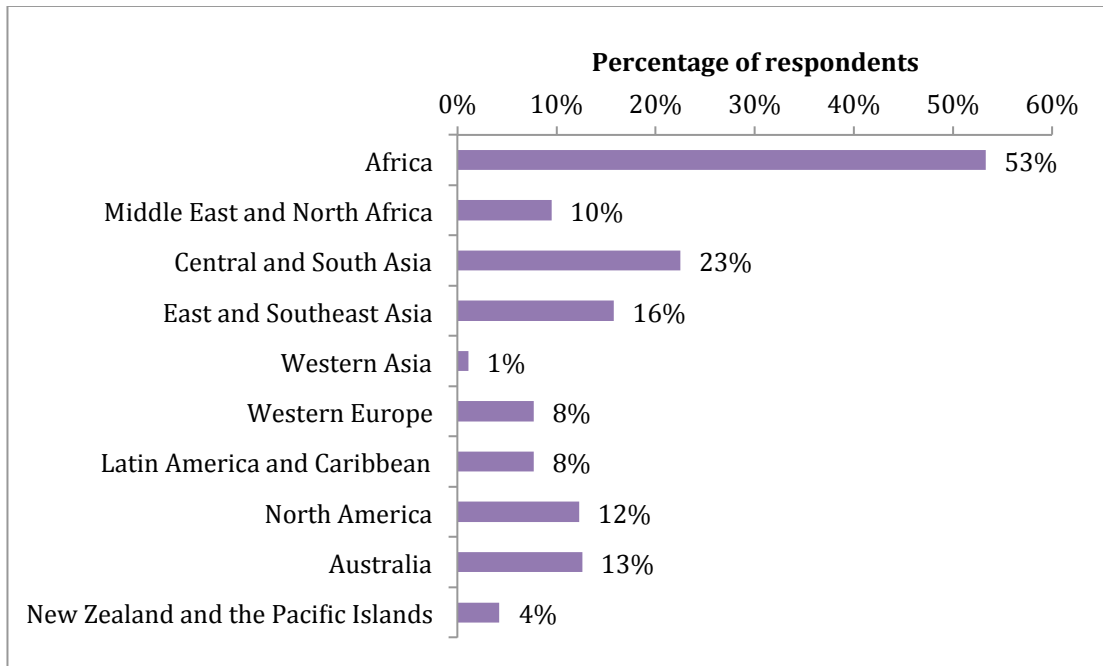 Percentage of respondents
0% 10% 20% 30% 40% 50% 60%
Africa 53%
Middle East and North Africa 10%
Central and South Asia 23%
East and Southeast Asia 16%
Western Asia 1%
Western Europe 8%
Latin America and Caribbean 8%
North America 12%
Australia 13%
New Zealand and the Pacific Islands 4%